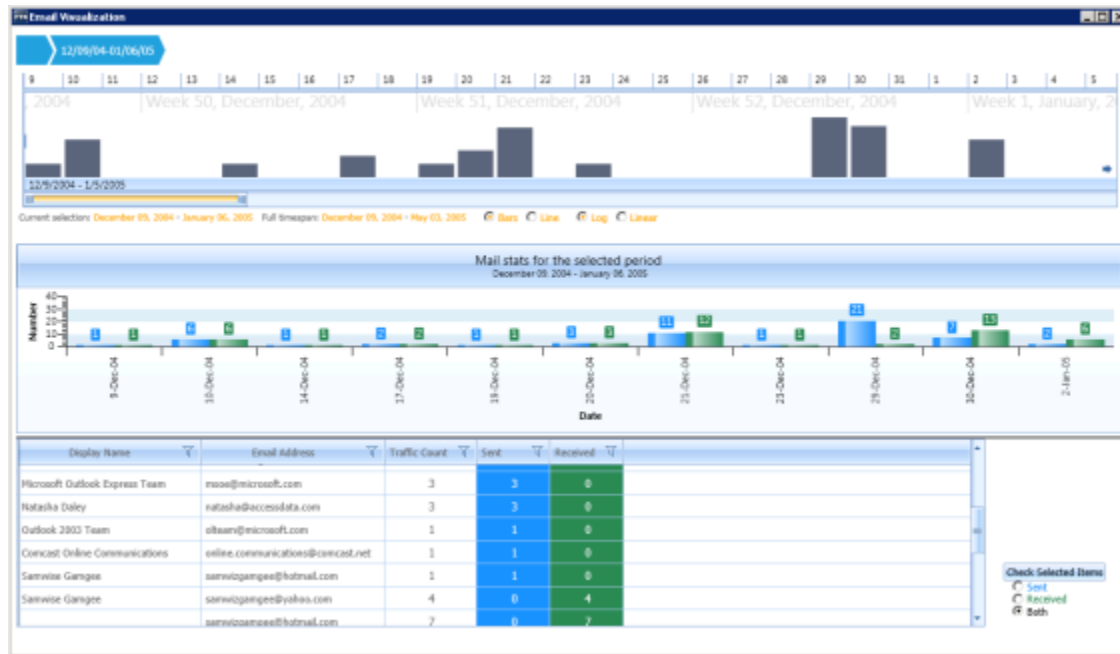 Email Visualization
12/09/04-01/06/05
9 10 11 12 13 14 15 16 17 18 19 20 21 22 23 24 25 26 27 28 29 30 31 1 2 3 4 5
, 2004 Week 50, December, 2004 Week 51, December, 2004 Week 52, December, 2004 Week 1, January, 2
12/9/2004 - 1/5/2005
Current selection: December 09, 2004 - January 06, 2005 Full timespan: December 09, 2004 - May 03, 2005 Bars Line Log Linear
Mail stats for the selected period
December 09, 2004 - January 06, 2005
Number
40
30
20
10
0
1 1 6 6 1 1 2 2 1 1 3 3 11 12 1 1 21 2 7 13 2 6
9-Dec-04 10-Dec-04 14-Dec-04 17-Dec-04 19-Dec-04 20-Dec-04 21-Dec-04 23-Dec-04 29-Dec-04 30-Dec-04 2-Jan-05
Date
Display Name Email Address Traffic Count Sent Received
Microsoft Outlook Express Team msoe@microsoft.com 3 3 0
Natasha Daley natasha@accessdata.com 3 3 0
Outlook 2003 Team olteam@microsoft.com 1 1 0
Comcast Online Communications online.communications@comcast.net 1 1 0
Samwise Gamgee samwizgamgee@hotmail.com 1 1 0
Samwise Gamgee samwizgamgee@yahoo.com 4 0 4
samwizgamgee@hotmail.com 7 0 7
Check Selected Items
Sent
Received
Both